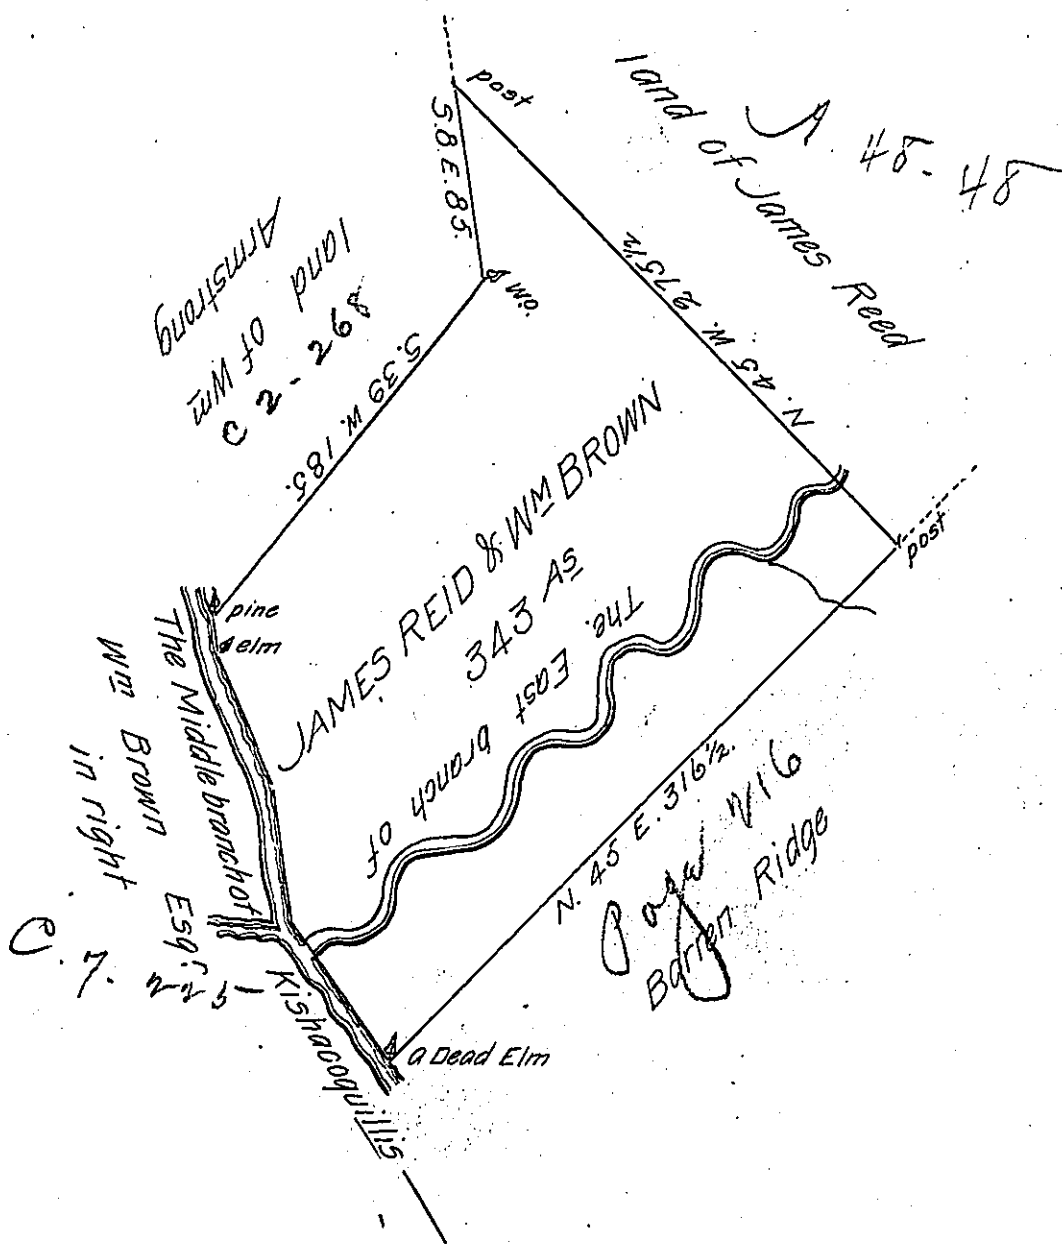 post
land of James Reed
A. 48-48
S.8 E.85.
wo.
N. 45 W. 275½
land of Wm
Armstrong
C 2-268
S.39 W. 185.
JAMES REID & WM BROWN
343 AS
post
pine
elm
The Middle branch of
Kishacoquillis
The East branch of
Wm Brown Esqr.
in right
C. 7. 225-
N. 45 E. 316½.
Barren Ridge
a Dead Elm